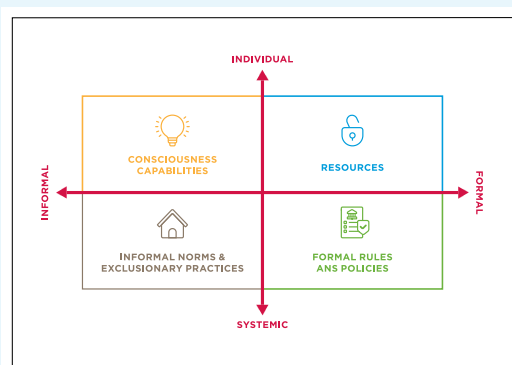 INDIVIDUAL
CONSCIOUSNESS
CAPABILITIES
RESOURCES
INFORMAL
FORMAL
INFORMAL NORMS &
EXCLUSIONARY PRACTICES
FORMAL RULES
ANS POLICIES
SYSTEMIC